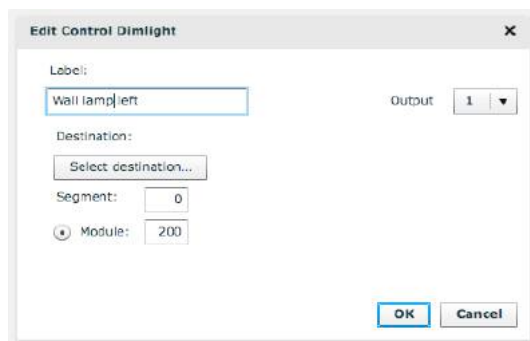 Edit Control Dimlight
Label:
Wall lamp left
Output 1
Destination:
Select destination...
Segment: 0
Module: 200
OK Cancel